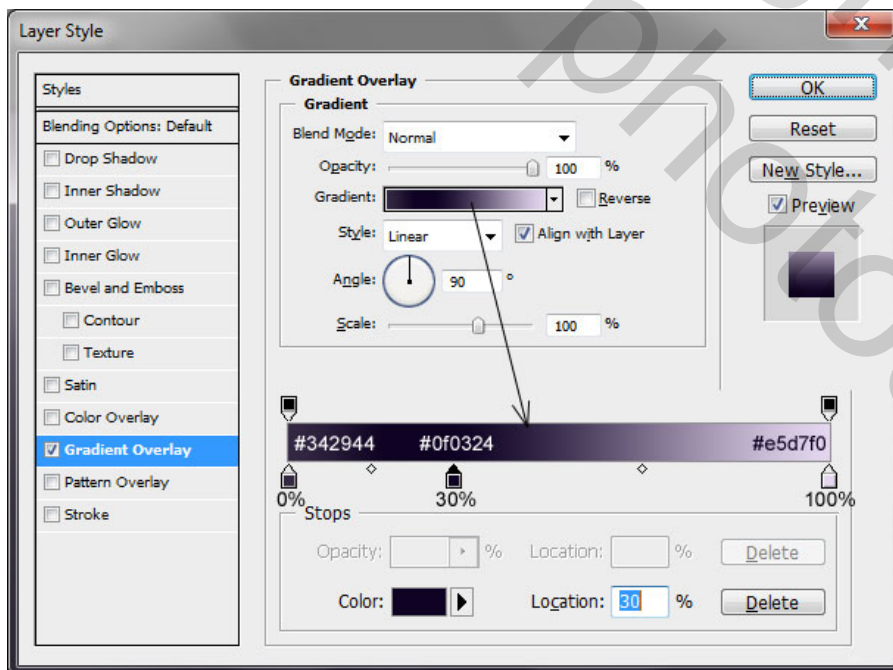 Layer Style
Styles
Blending Options: Default
Drop Shadow
Inner Shadow
Outer Glow
Inner Glow
Bevel and Emboss
Contour
Texture
Satin
Color Overlay
Gradient Overlay
Pattern Overlay
Stroke
Gradient Overlay
Gradient
Blend Mode: Normal
Opacity: 100 %
Gradient: Reverse
Style: Linear Align with Layer
Angle: 90 °
Scale: 100 %
#342944 #0f0324 #e5d7f0
0% 30% 100%
Stops
Opacity: % Location: % Delete
Color: Location: 30 % Delete
OK
Reset
New Style...
Preview
photo